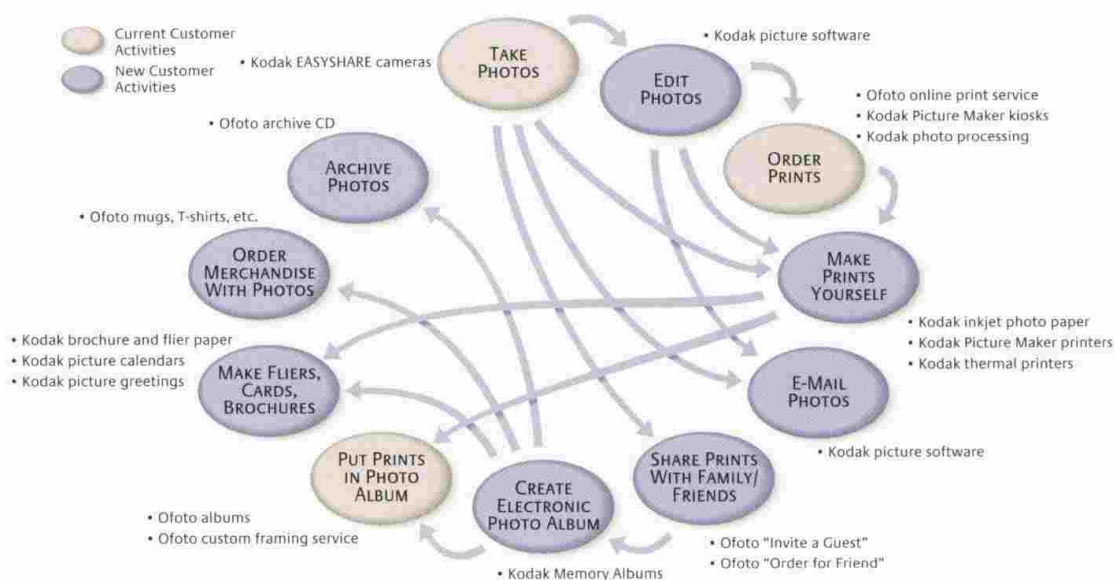 Current Customer
Activities
New Customer
Activities
TAKE
PHOTOS
• Kodak EASYSHARE cameras
EDIT
PHOTOS
• Kodak picture software
ORDER
PRINTS
• Ofoto online print service
• Kodak Picture Maker kiosks
• Kodak photo processing
MAKE
PRINTS
YOURSELF
• Kodak inkjet photo paper
• Kodak Picture Maker printers
• Kodak thermal printers
E-MAIL
PHOTOS
• Kodak picture software
SHARE PRINTS
WITH FAMILY/
FRIENDS
• Ofoto "Invite a Guest"
• Ofoto "Order for Friend"
CREATE
ELECTRONIC
PHOTO ALBUM
• Kodak Memory Albums
PUT PRINTS
IN PHOTO
ALBUM
• Ofoto albums
• Ofoto custom framing service
MAKE FLIERS,
CARDS,
BROCHURES
• Kodak brochure and flier paper
• Kodak picture calendars
• Kodak picture greetings
ORDER
MERCHANDISE
WITH PHOTOS
• Ofoto mugs, T-shirts, etc.
ARCHIVE
PHOTOS
• Ofoto archive CD